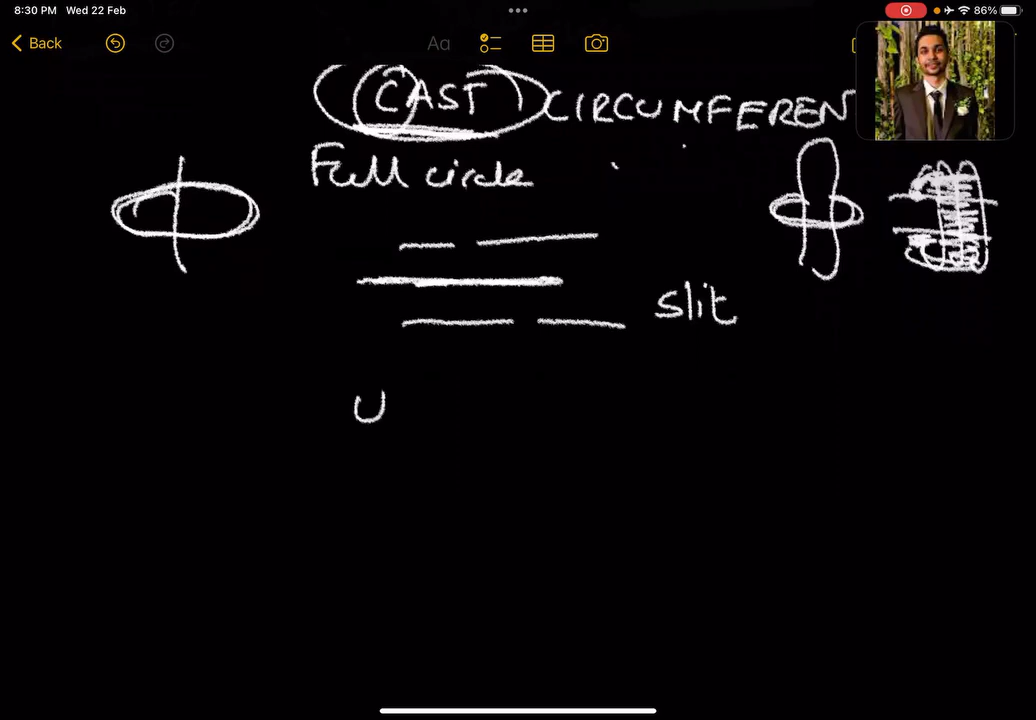 8:30 PM Wed 22 Feb
86%
Back
Aa
CAST CIRCUMFEREN
Full circle
slit
U